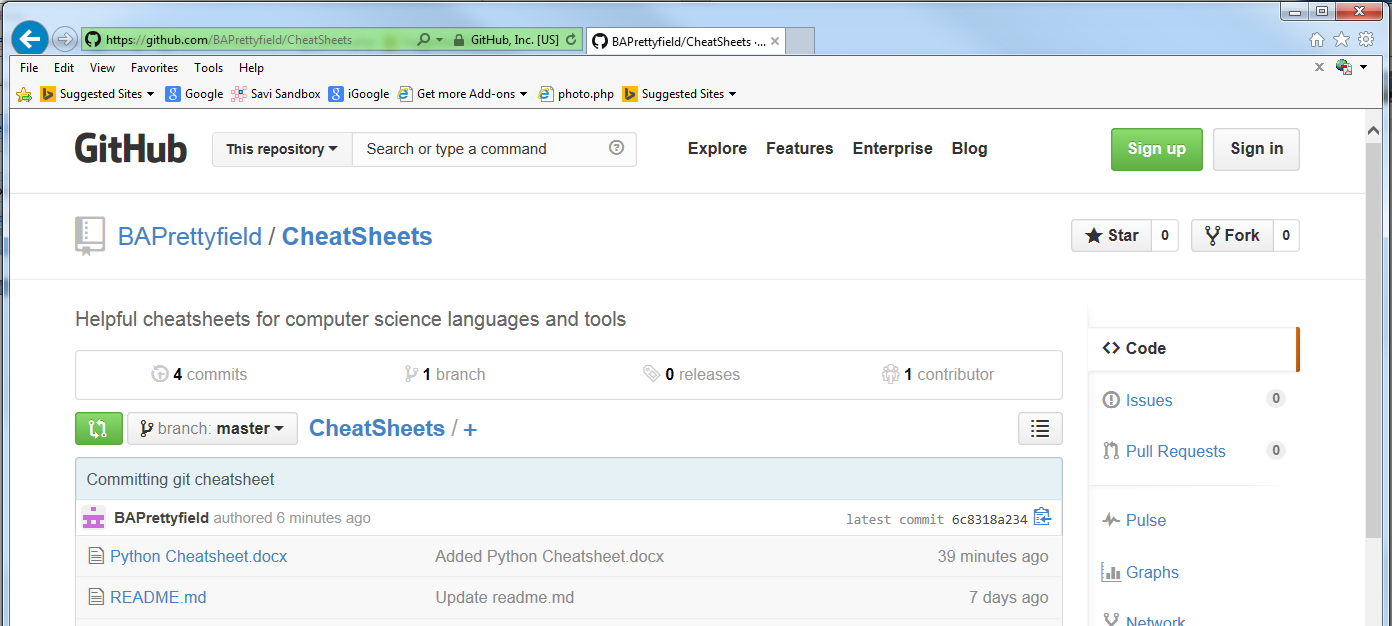 https://github.com/BAPrettyfield/CheatSheets GitHub, Inc. [US] BAPrettyfield/CheatSheets ·...
File Edit View Favorites Tools Help
Suggested Sites Google Savi Sandbox iGoogle Get more Add-ons photo.php Suggested Sites
GitHub This repository Search or type a command Explore Features Enterprise Blog Sign up Sign in
BAPrettyfield / CheatSheets Star 0 Fork 0
Helpful cheatsheets for computer science languages and tools
4 commits 1 branch 0 releases 1 contributor
Code
Issues 0
Pull Requests 0
Pulse
Graphs
Network
branch: master CheatSheets / +
Committing git cheatsheet
BAPrettyfield authored 6 minutes ago latest commit 6c8318a234
Python Cheatsheet.docx Added Python Cheatsheet.docx 39 minutes ago
README.md Update readme.md 7 days ago